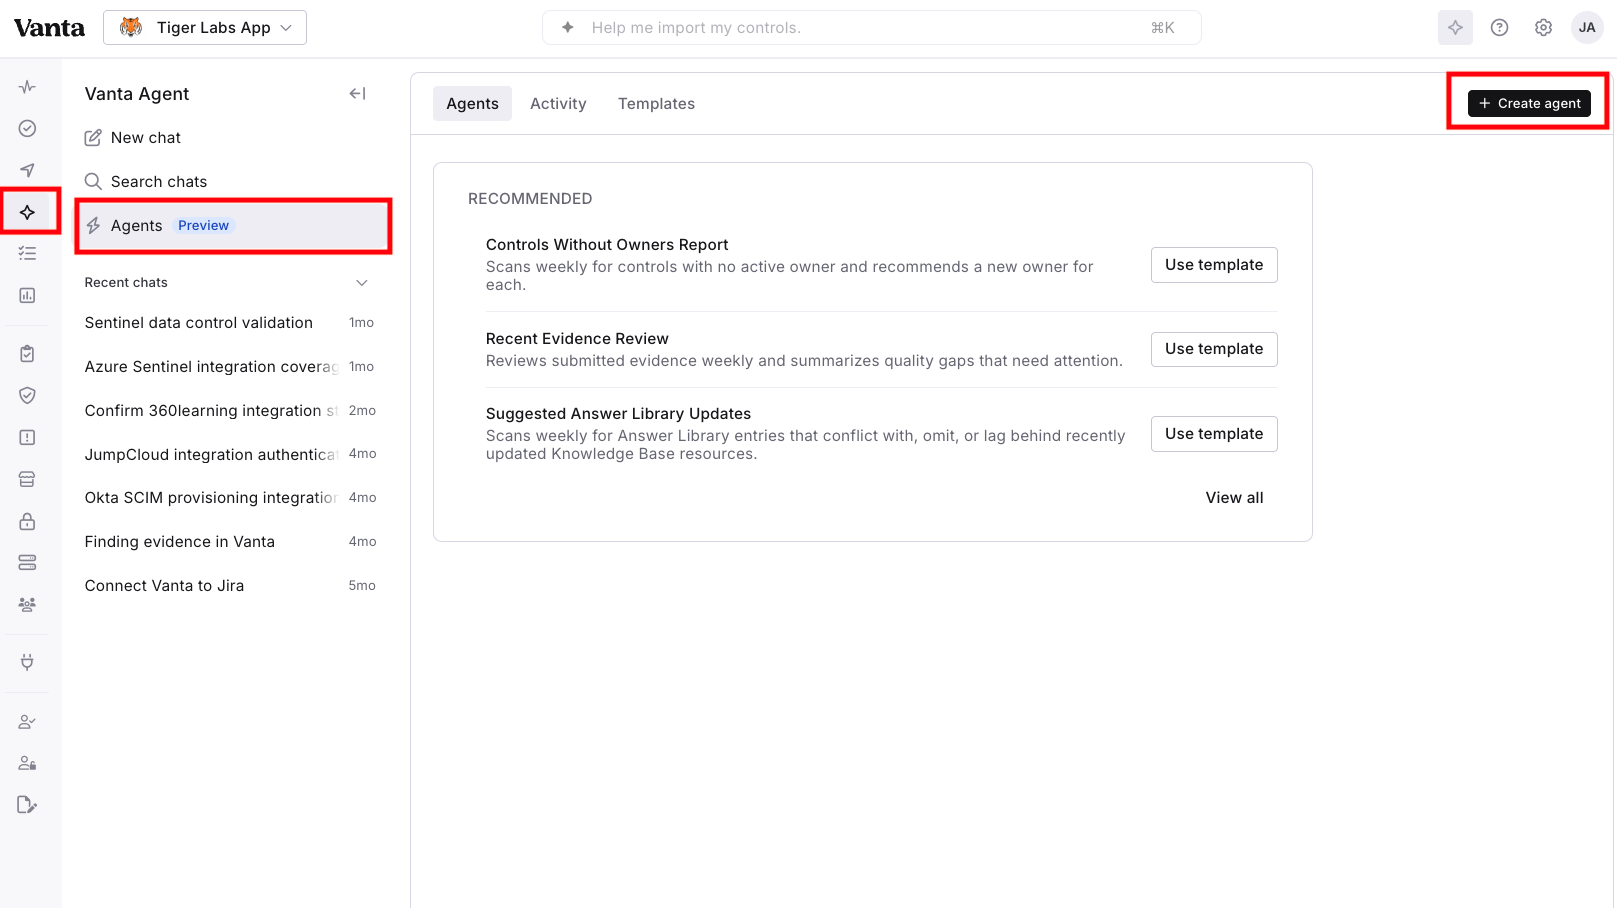 Vanta
Tiger Labs App
Help me import my controls.
⌘K
JA
Vanta Agent
New chat
Search chats
Agents Preview
Recent chats
Sentinel data control validation 1mo
Azure Sentinel integration coverag 1mo
Confirm 360learning integration st 2mo
JumpCloud integration authenticat 4mo
Okta SCIM provisioning integration 4mo
Finding evidence in Vanta 4mo
Connect Vanta to Jira 5mo
Agents Activity Templates
+ Create agent
RECOMMENDED
Controls Without Owners Report
Scans weekly for controls with no active owner and recommends a new owner for
each.
Use template
Recent Evidence Review
Reviews submitted evidence weekly and summarizes quality gaps that need attention.
Use template
Suggested Answer Library Updates
Scans weekly for Answer Library entries that conflict with, omit, or lag behind recently
updated Knowledge Base resources.
Use template
View all